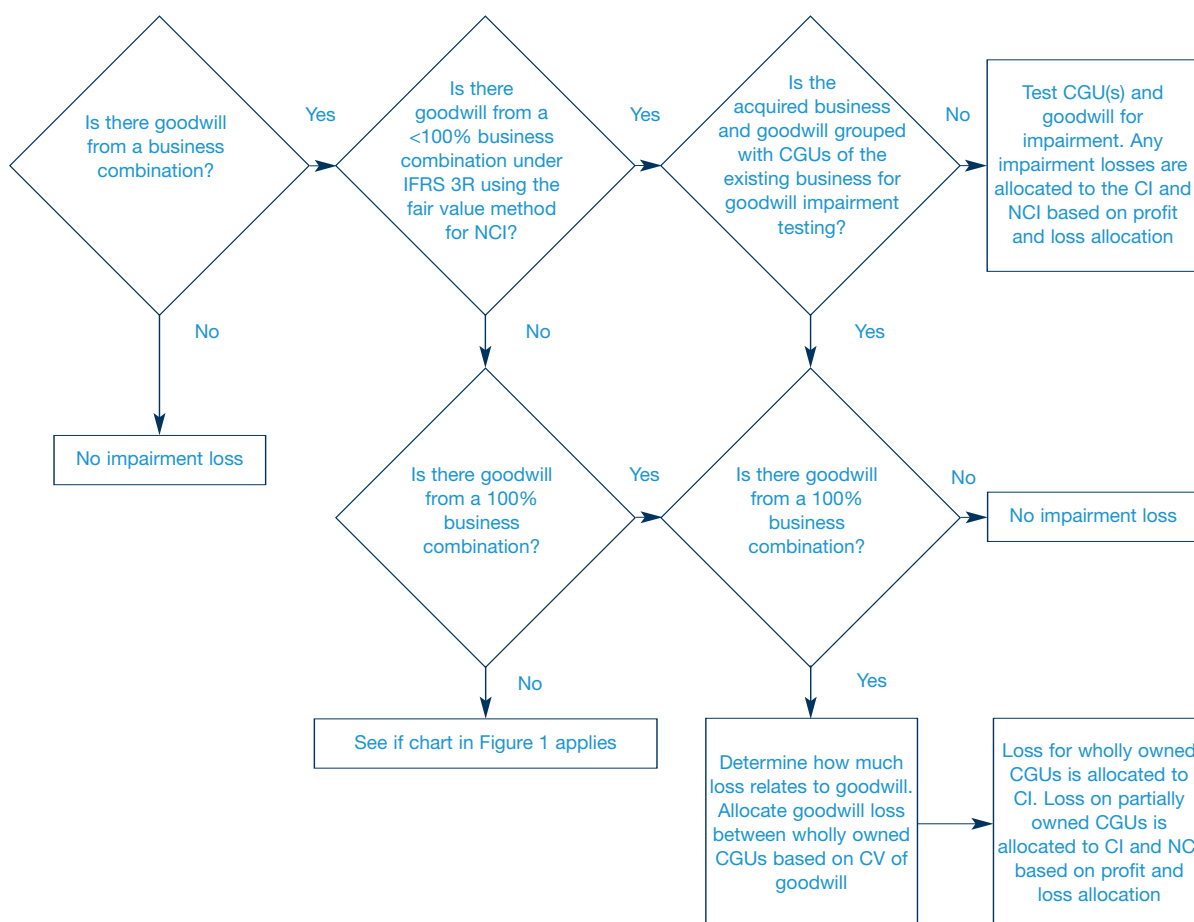 Is there goodwill
from a business
combination?
Yes
No
No impairment loss
Is there
goodwill from a
<100% business
combination under
IFRS 3R using the
fair value method
for NCI?
Yes
No
Is the
acquired business
and goodwill grouped
with CGUs of the
existing business for
goodwill impairment
testing?
No
Yes
Test CGU(s) and
goodwill for
impairment. Any
impairment losses are
allocated to the CI and
NCI based on profit
and loss allocation
Is there goodwill
from a 100%
business
combination?
Yes
No
See if chart in Figure 1 applies
Is there goodwill
from a 100%
business
combination?
No
Yes
No impairment loss
Determine how much
loss relates to goodwill.
Allocate goodwill loss
between wholly owned
CGUs based on CV of
goodwill
Loss for wholly owned
CGUs is allocated to
CI. Loss on partially
owned CGUs is
allocated to CI and NC
based on profit and
loss allocation